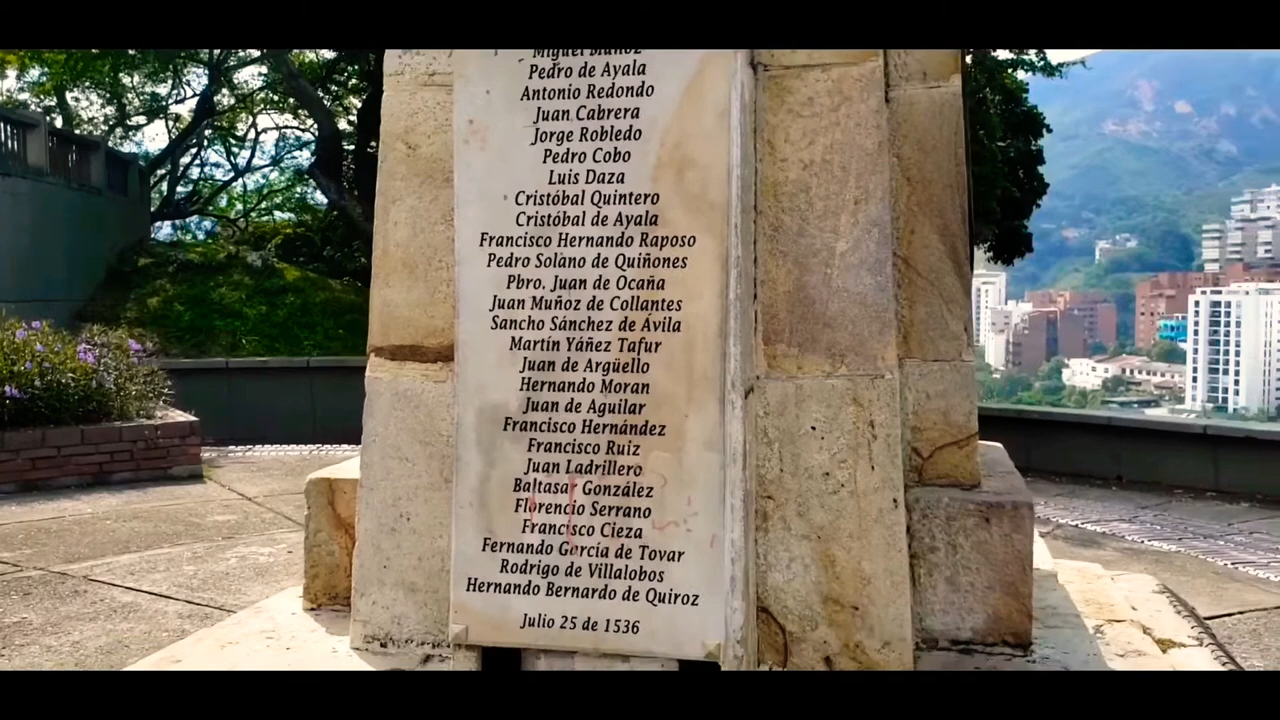 Miguel Muñoz
Pedro de Ayala
Antonio Redondo
Juan Cabrera
Jorge Robledo
Pedro Cobo
Luis Daza
Cristóbal Quintero
Cristóbal de Ayala
Francisco Hernando Raposo
Pedro Solano de Quiñones
Pbro. Juan de Ocaña
Juan Muñoz de Collantes
Sancho Sánchez de Ávila
Martín Yáñez Tafur
Juan de Argüello
Hernando Moran
Juan de Aguilar
Francisco Hernández
Francisco Ruiz
Juan Ladrillero
Baltasar González
Florencio Serrano
Francisco Cieza
Fernando García de Tovar
Rodrigo de Villalobos
Hernando Bernardo de Quiroz
Julio 25 de 1536